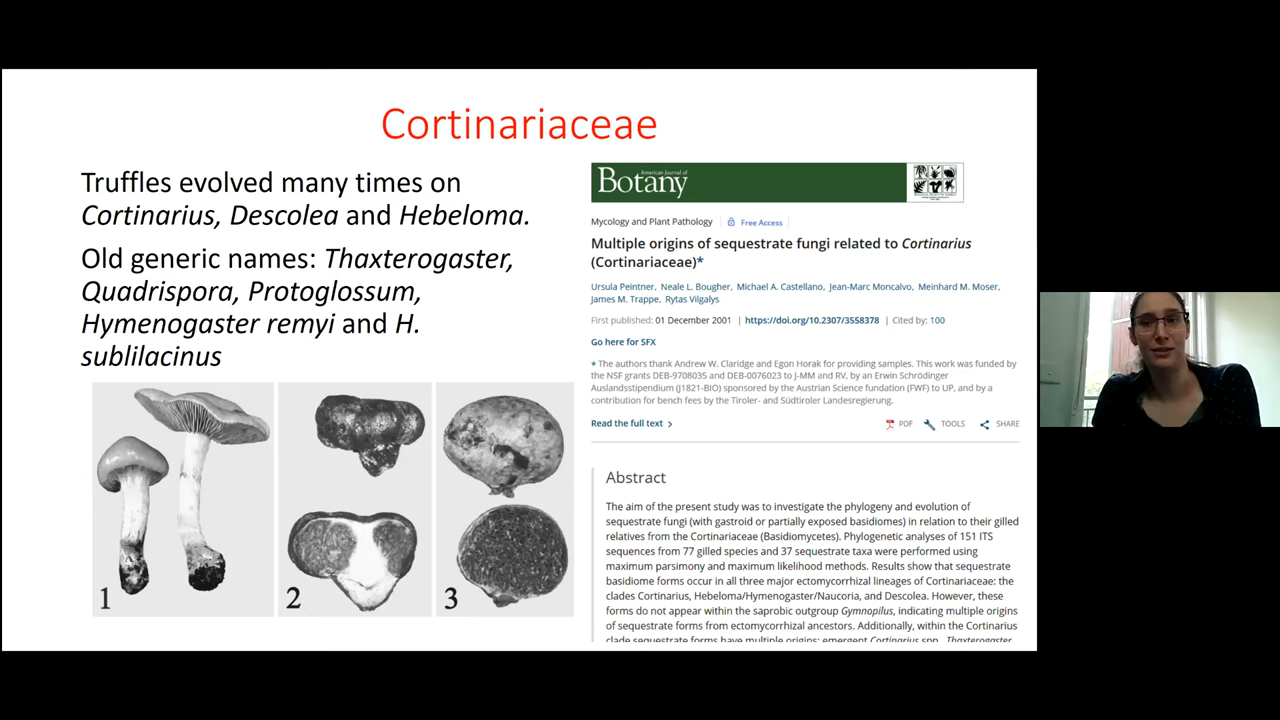 Cortinariaceae
Truffles evolved many times on
Cortinarius, Descolea and Hebeloma.
Old generic names: Thaxterogaster,
Quadrispora, Protoglossum,
Hymenogaster remyi and H.
sublilacinus
1
2
3
American Journal of
Botany
Mycology and Plant Pathology
Free Access
Multiple origins of sequestrate fungi related to Cortinarius
(Cortinariaceae)*
Ursula Peintner, Neale L. Bougher, Michael A. Castellano, Jean-Marc Moncalvo, Meinhard M. Moser,
James M. Trappe, Rytas Vilgalys
First published: 01 December 2001 | https://doi.org/10.2307/3558378 | Cited by: 100
Go here for SFX
* The authors thank Andrew W. Claridge and Egon Horak for providing samples. This work was funded by
the NSF grants DEB-9708035 and DEB-0076023 to J-MM and RV, by an Erwin Schrödinger
Auslandsstipendium (J1821-BIO) sponsored by the Austrian Science fundation (FWF) to UP, and by a
contribution for bench fees by the Tiroler- and Südtiroler Landesregierung.
Read the full text
PDF TOOLS SHARE
Abstract
The aim of the present study was to investigate the phylogeny and evolution of
sequestrate fungi (with gastroid or partially exposed basidiomes) in relation to their gilled
relatives from the Cortinariaceae (Basidiomycetes). Phylogenetic analyses of 151 ITS
sequences from 77 gilled species and 37 sequestrate taxa were performed using
maximum parsimony and maximum likelihood methods. Results show that sequestrate
basidiome forms occur in all three major ectomycorrhizal lineages of Cortinariaceae: the
clades Cortinarius, Hebeloma/Hymenogaster/Naucoria, and Descolea. However, these
forms do not appear within the saprobic outgroup Gymnopilus, indicating multiple origins
of sequestrate forms from ectomycorrhizal ancestors. Additionally, within the Cortinarius
clade sequestrate forms have multiple origins: emergent Cortinarius spp., Thaxterogaster,